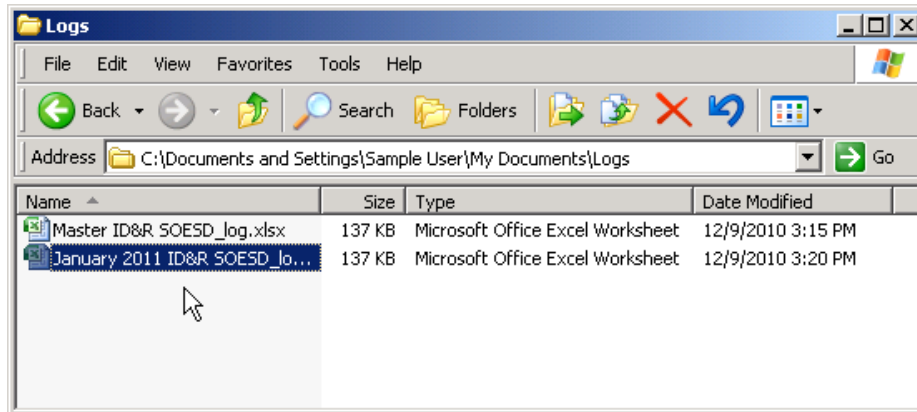 Logs
File Edit View Favorites Tools Help
Back Search Folders
Address C:\Documents and Settings\Sample User\My Documents\Logs Go
Name Size Type Date Modified
Master ID&R SOESD_log.xlsx 137 KB Microsoft Office Excel Worksheet 12/9/2010 3:15 PM
January 2011 ID&R SOESD_lo... 137 KB Microsoft Office Excel Worksheet 12/9/2010 3:20 PM